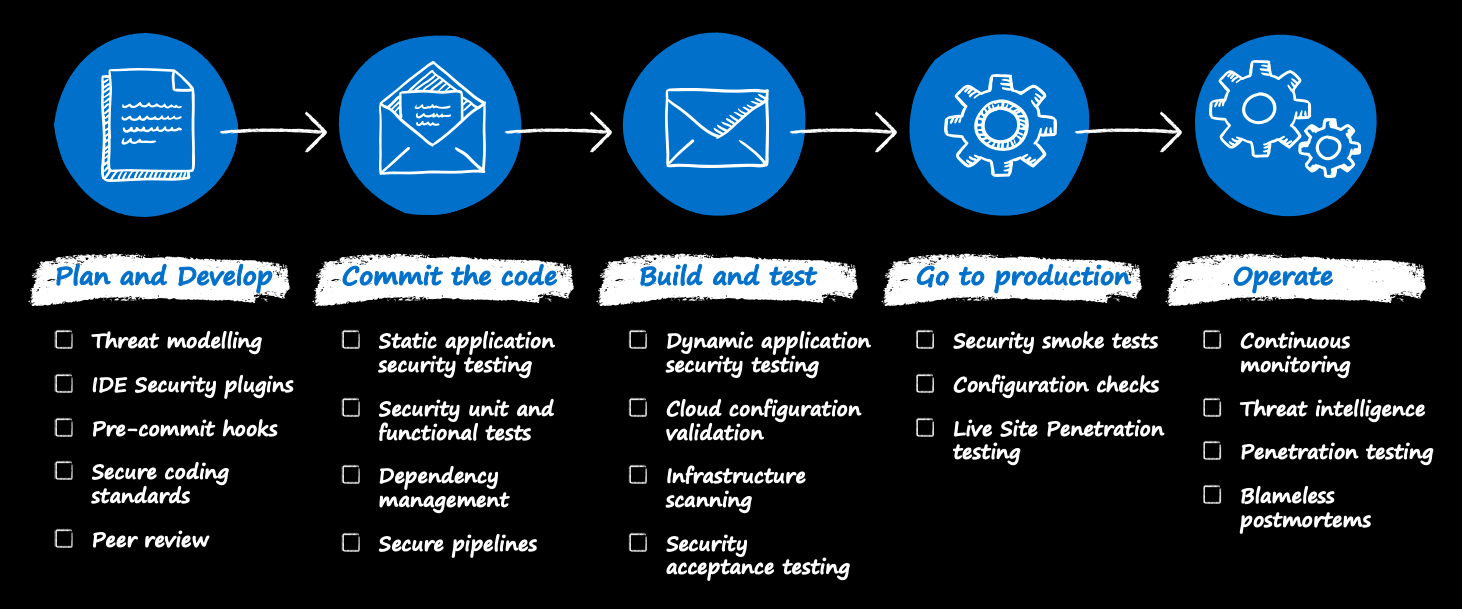 Plan and Develop
Threat modelling
IDE Security plugins
Pre-commit hooks
Secure coding
standards
Peer review
Commit the code
Static application
security testing
Security unit and
functional tests
Dependency
management
Secure pipelines
Build and test
Dynamic application
security testing
Cloud configuration
validation
Infrastructure
scanning
Security
acceptance testing
Go to production
Security smoke tests
Configuration checks
Live Site Penetration
testing
Operate
Continuous
monitoring
Threat intelligence
Penetration testing
Blameless
postmortems